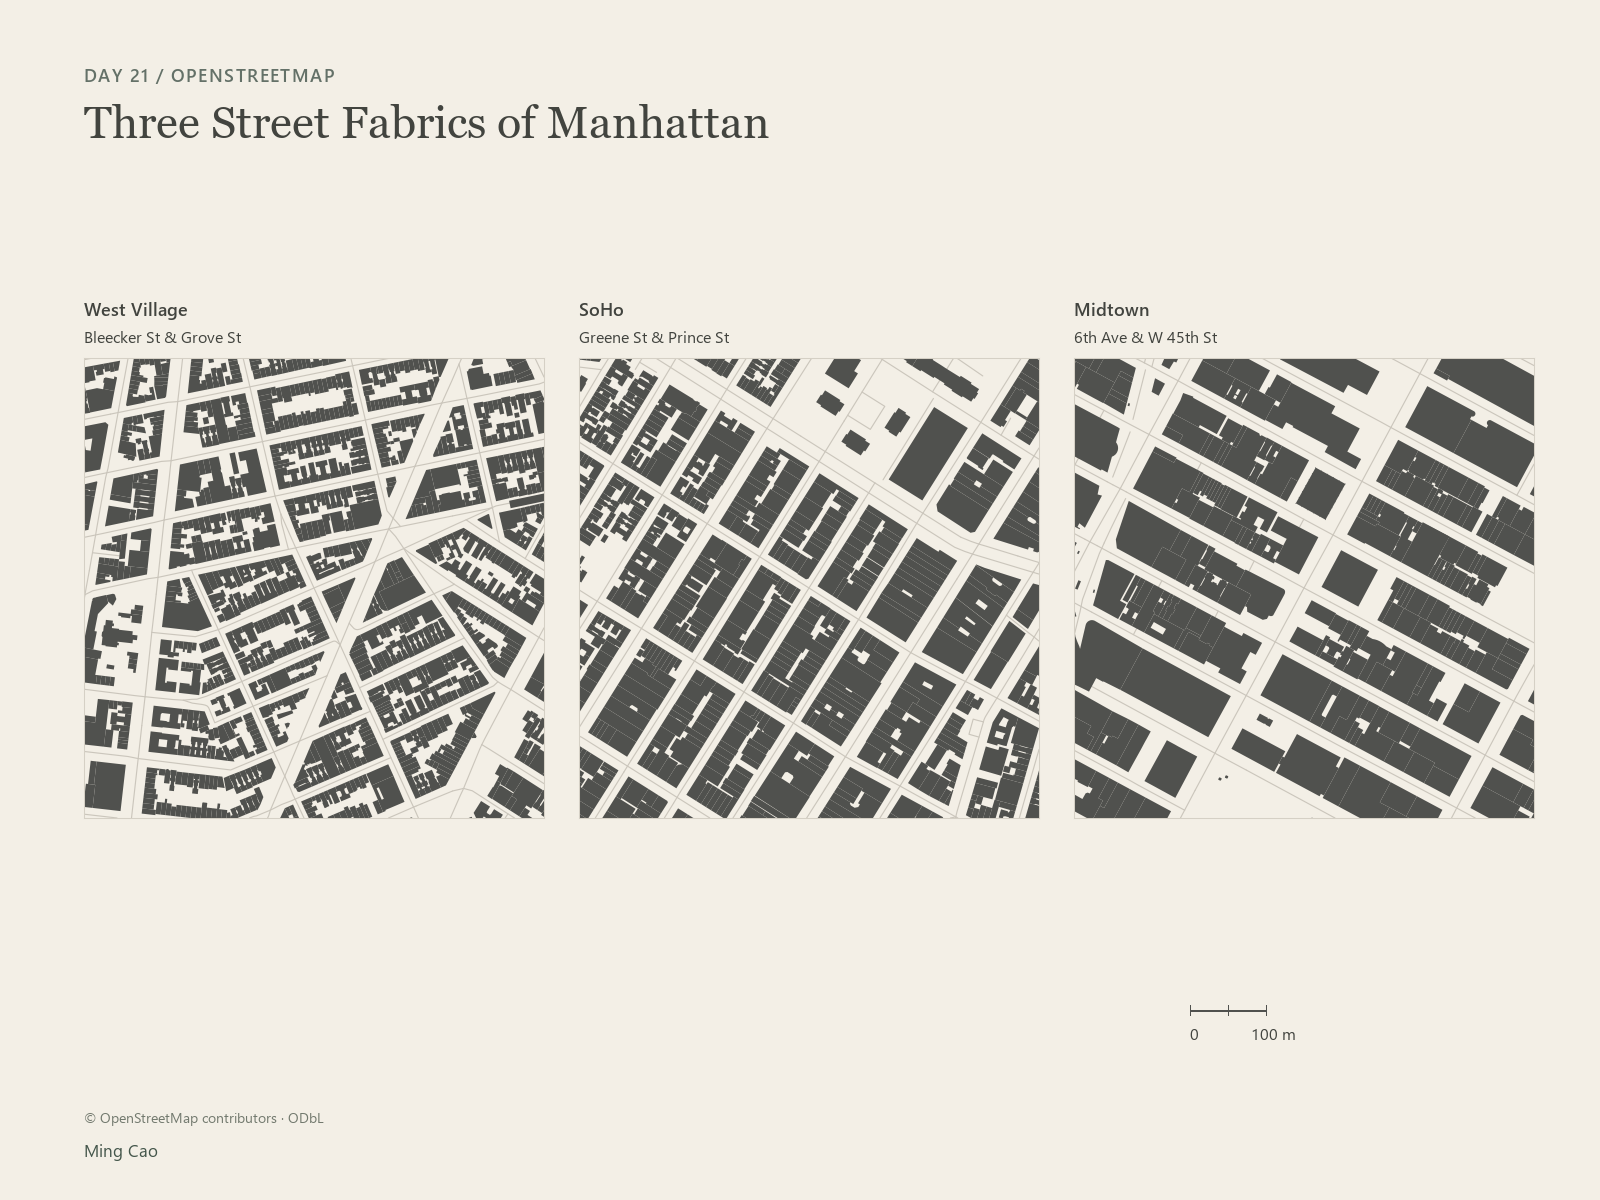 DAY 21 / OPENSTREETMAP
Three Street Fabrics of Manhattan
West Village
Bleecker St & Grove St
SoHo
Greene St & Prince St
Midtown
6th Ave & W 45th St
0 100 m
© OpenStreetMap contributors · ODbL
Ming Cao